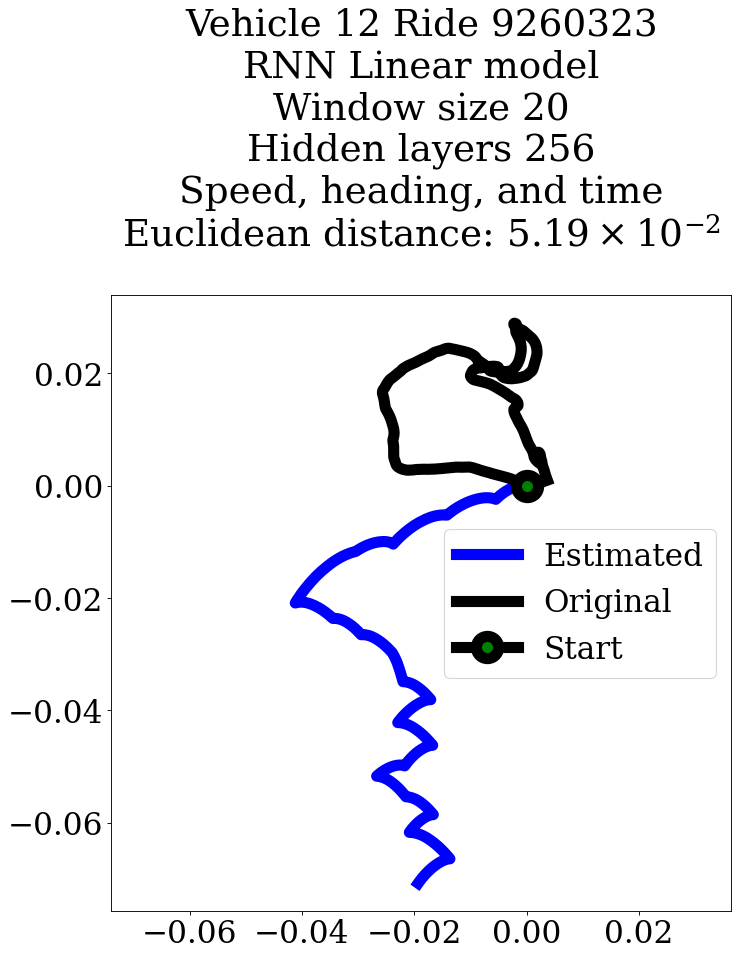 Vehicle 12 Ride 9260323
RNN Linear model
Window size 20
Hidden layers 256
Speed, heading, and time
Euclidean distance: 5.19 × 10⁻²
0.02
0.00
−0.02
−0.04
−0.06
Estimated
Original
Start
−0.06 −0.04 −0.02 0.00 0.02